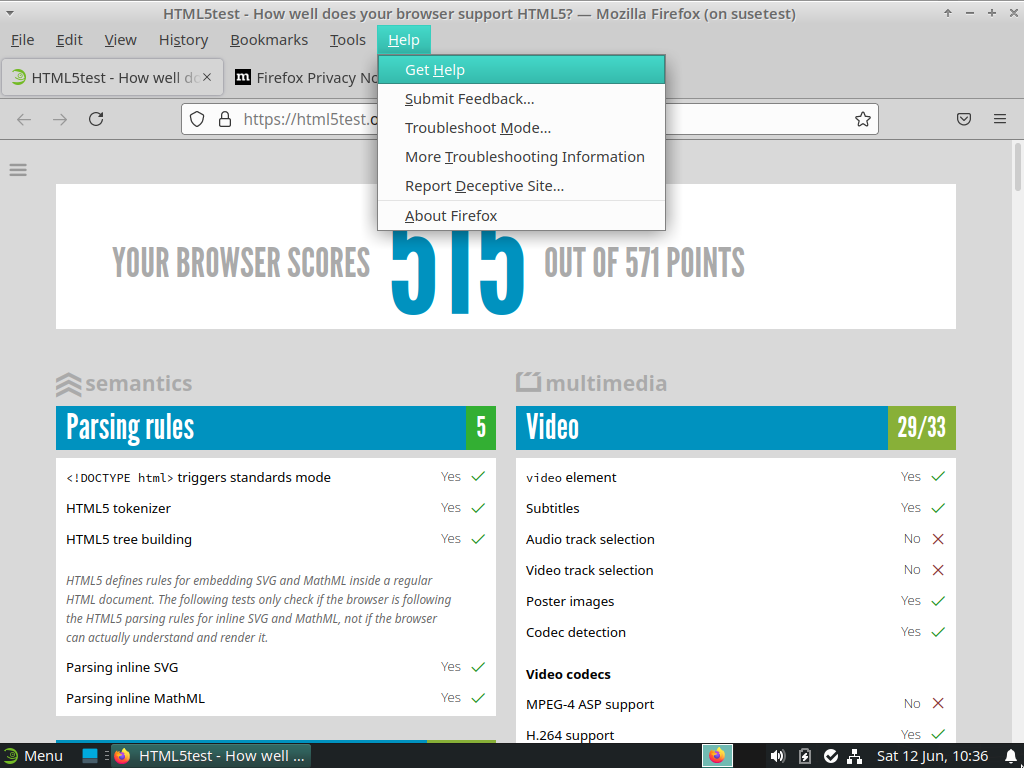 HTML5test - How well does your browser support HTML5? — Mozilla Firefox (on susetest)
File Edit View History Bookmarks Tools Help
HTML5test - How well do
Firefox Privacy No
Get Help
Submit Feedback...
Troubleshoot Mode...
More Troubleshooting Information
Report Deceptive Site...
About Firefox
https://html5test.o
YOUR BROWSER SCORES 515 OUT OF 571 POINTS
semantics
Parsing rules 5
<!DOCTYPE html> triggers standards mode Yes
HTML5 tokenizer Yes
HTML5 tree building Yes
HTML5 defines rules for embedding SVG and MathML inside a regular
HTML document. The following tests only check if the browser is following
the HTML5 parsing rules for inline SVG and MathML, not if the browser
can actually understand and render it.
Parsing inline SVG Yes
Parsing inline MathML Yes
multimedia
Video 29/33
video element Yes
Subtitles Yes
Audio track selection No
Video track selection No
Poster images Yes
Codec detection Yes
Video codecs
MPEG-4 ASP support No
H.264 support Yes
Menu
HTML5test - How well ...
Sat 12 Jun, 10:36